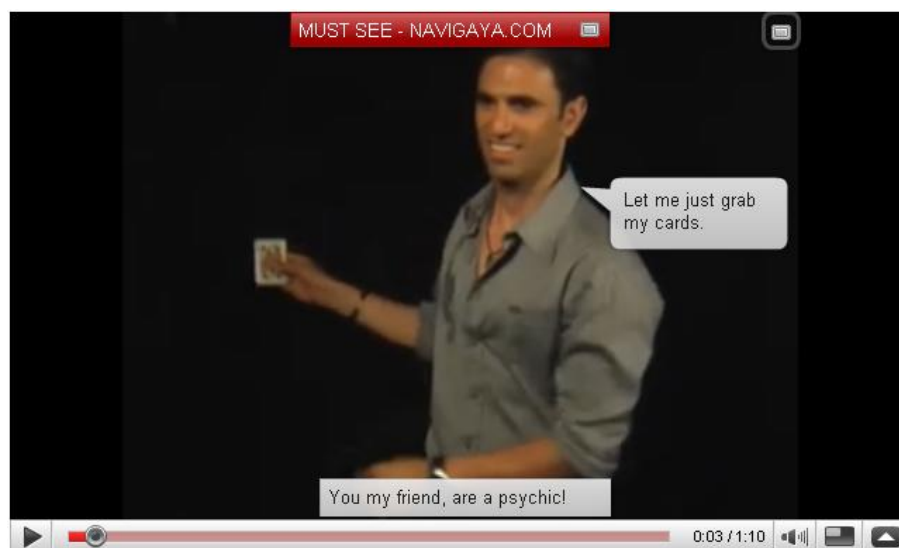 MUST SEE - NAVIGAYA.COM
Let me just grab
my cards.
You my friend, are a psychic!
0:03 / 1:10